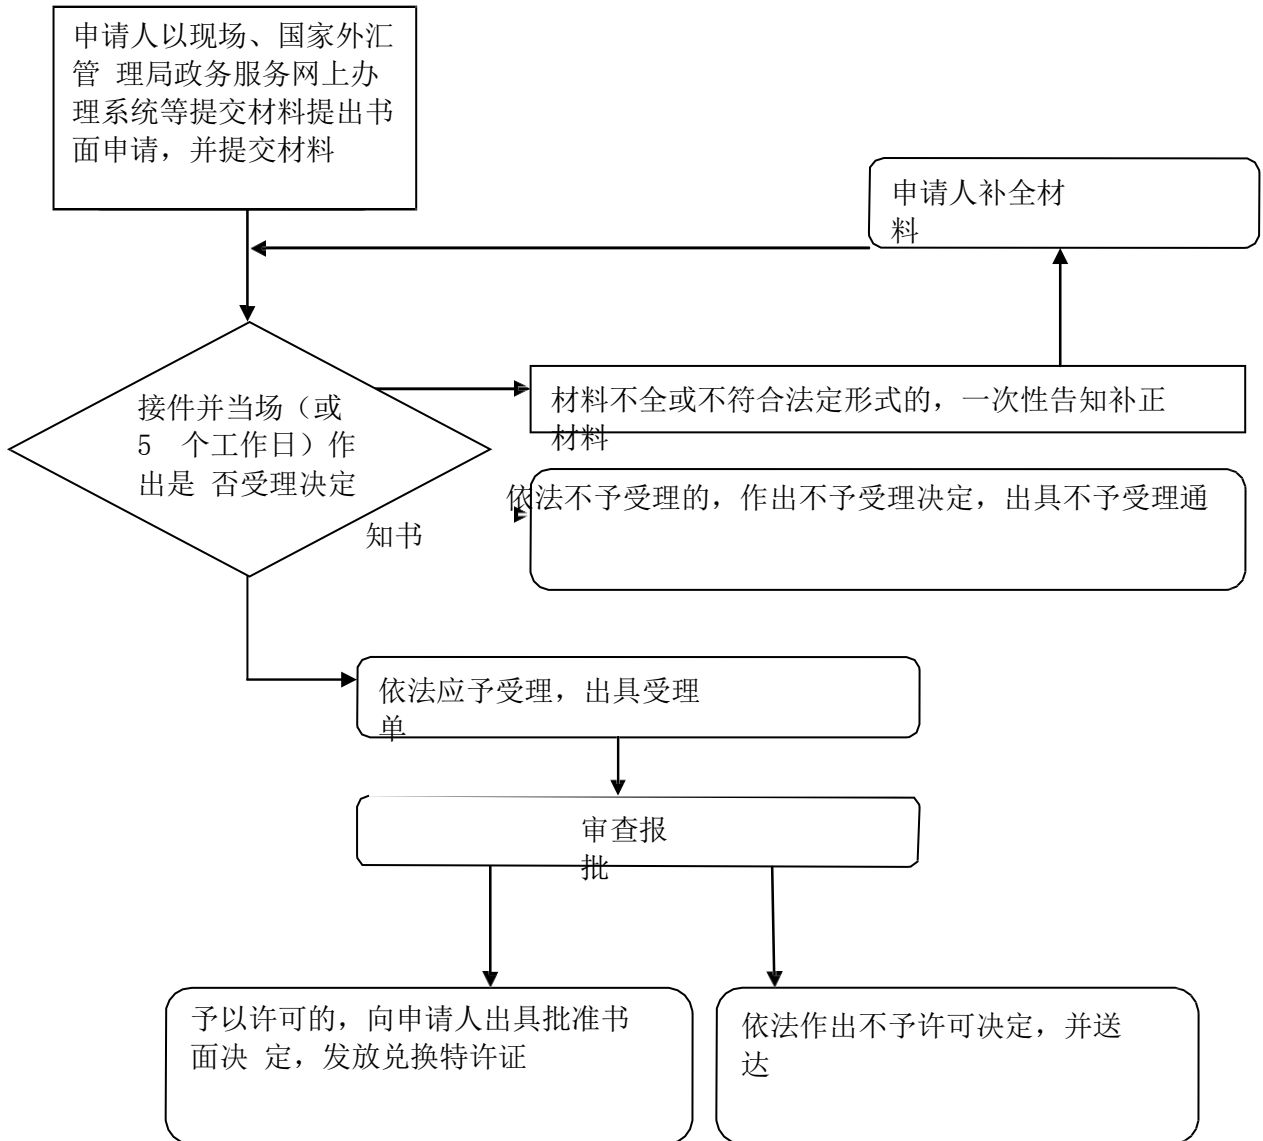 申请人以现场、国家外汇
管 理局政务服务网上办
理系统等提交材料提出书
面申请，并提交材料
申请人补全材
料
接件并当场（或
5 个工作日）作
出是 否受理决定
材料不全或不符合法定形式的，一次性告知补正
材料
依法不予受理的，作出不予受理决定，出具不予受理通
知书
依法应予受理，出具受理
单
审查报
批
予以许可的，向申请人出具批准书
面决 定，发放兑换特许证
依法作出不予许可决定，并送
达